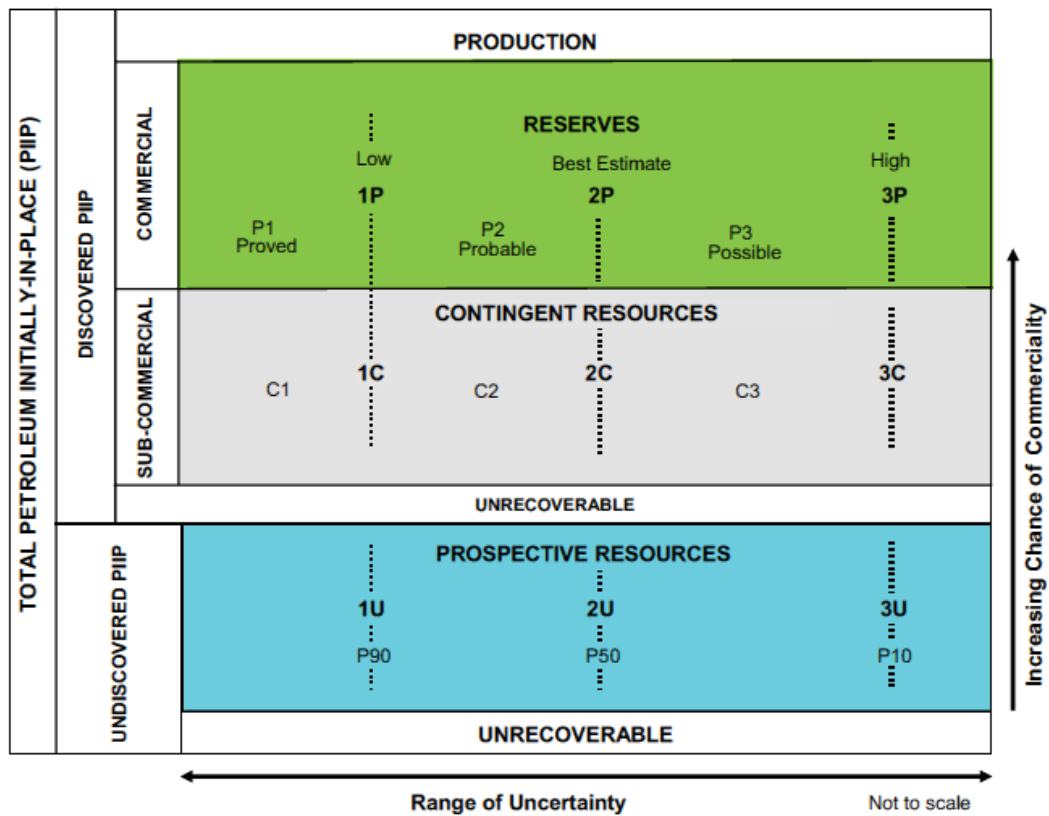 PRODUCTION
TOTAL PETROLEUM INITIALLY-IN-PLACE (PIIP)
DISCOVERED PIIP
COMMERCIAL
RESERVES
Low
Best Estimate
High
1P
2P
3P
P1
Proved
P2
Probable
P3
Possible
SUB-COMMERCIAL
CONTINGENT RESOURCES
1C
2C
3C
C1
C2
C3
UNRECOVERABLE
UNDISCOVERED PIIP
PROSPECTIVE RESOURCES
1U
2U
3U
P90
P50
P10
UNRECOVERABLE
Increasing Chance of Commerciality
Range of Uncertainty
Not to scale